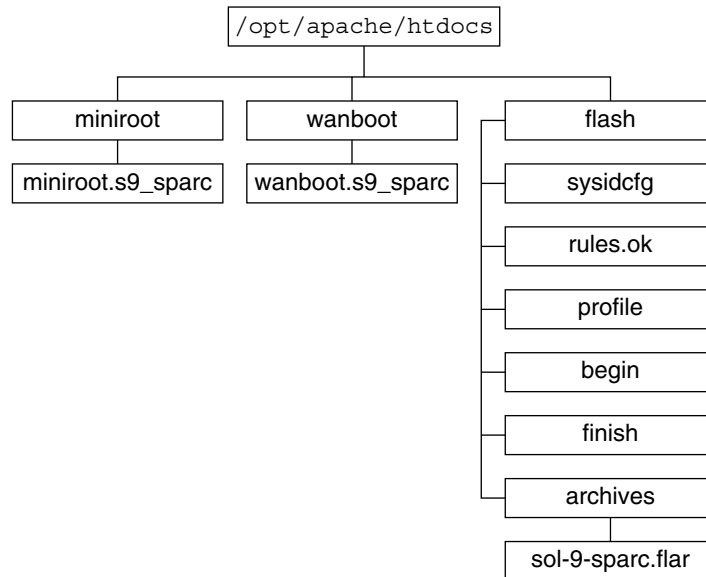 /opt/apache/htdocs
miniroot
wanboot
flash
miniroot.s9_sparc
wanboot.s9_sparc
sysidcfg
rules.ok
profile
begin
finish
archives
sol-9-sparc.flar